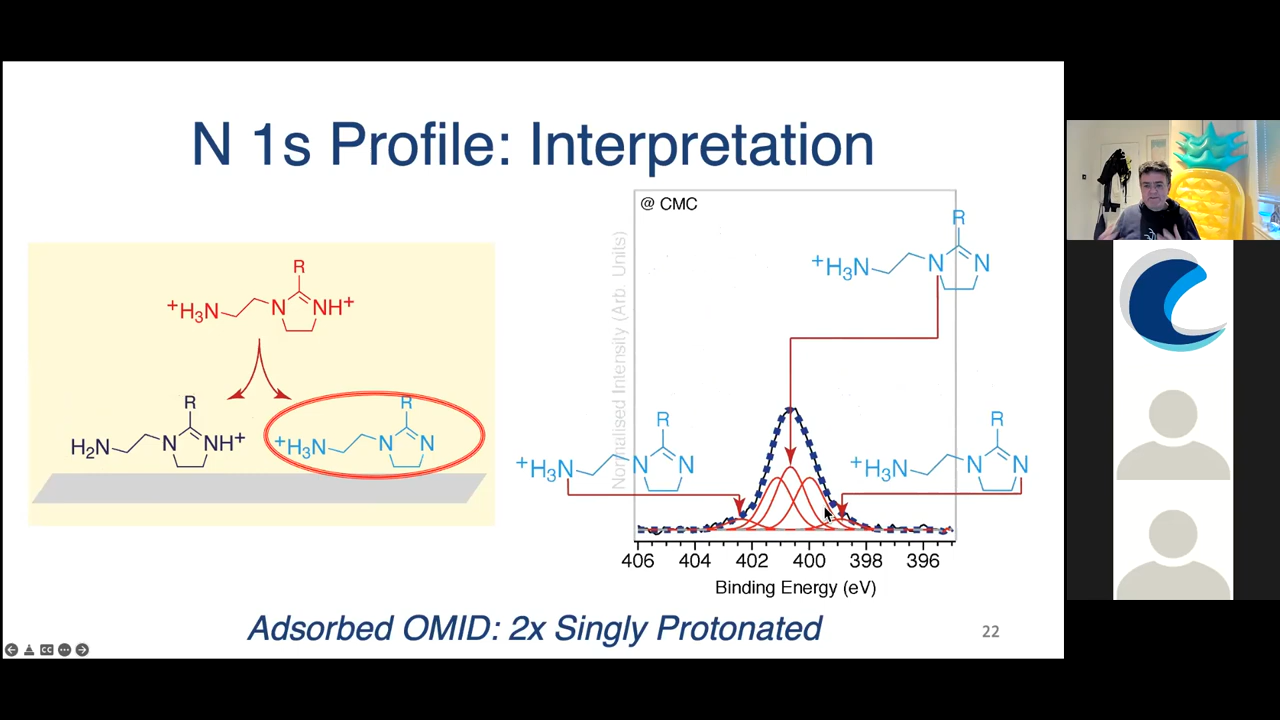 N 1s Profile: Interpretation
@ CMC
Normalised Intensity (Arb. Units)
R
+H3N N NH+
R
H2N N NH+
R
+H3N N N
R
+H3N N N
R
+H3N N N
R
+H3N N N
406 404 402 400 398 396
Binding Energy (eV)
Adsorbed OMID: 2x Singly Protonated
22
CC